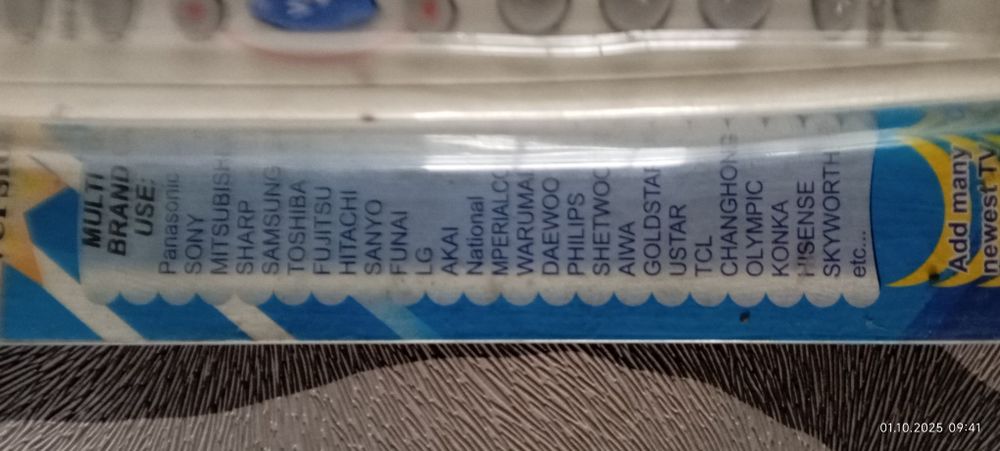 MULTI
BRAND
USE:
Panasonic
SONY
MITSUBISH
SHARP
SAMSUNG
TOSHIBA
FUJITSU
HITACHI
SANYO
FUNAI
LG
AKAI
National
MPERIALCO
WARUMA
DAEWOO
PHILIPS
SHETWOO
AIWA
GOLDSTAR
USTAR
TCL
CHANGHONG
OLYMPIC
KONKA
HISENSE
SKYWORTH
etc...
Add many
newest TV
01.10.2025 09:41